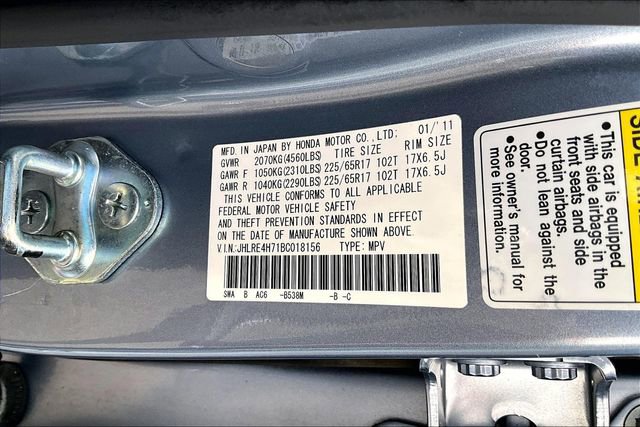 MFD. IN JAPAN BY HONDA MOTOR CO.,LTD: 01/'11
GVWR 2070KG(4560LBS) TIRE SIZE RIM SIZE
GAWR F 1050KG(2310LBS) 225/65R17 102T 17X6.5J
GAWR R 1040KG(2290LBS) 225/65R17 102T 17X6.5J
THIS VEHICLE CONFORMS TO ALL APPLICABLE
FEDERAL MOTOR VEHICLE SAFETY
AND THEFT PREVENTION STANDARDS IN EFFECT
ON THE DATE OF MANUFACTURE SHOWN ABOVE.
V.I.N:JHLRE4H71BC018156 TYPE: MPV
SWA B AC6 -B538M -B -C
•This car is equipped
with side airbags in the
front seats and side
curtain airbags.
•Do not lean against the
door.
•See owner's manual for
more information.